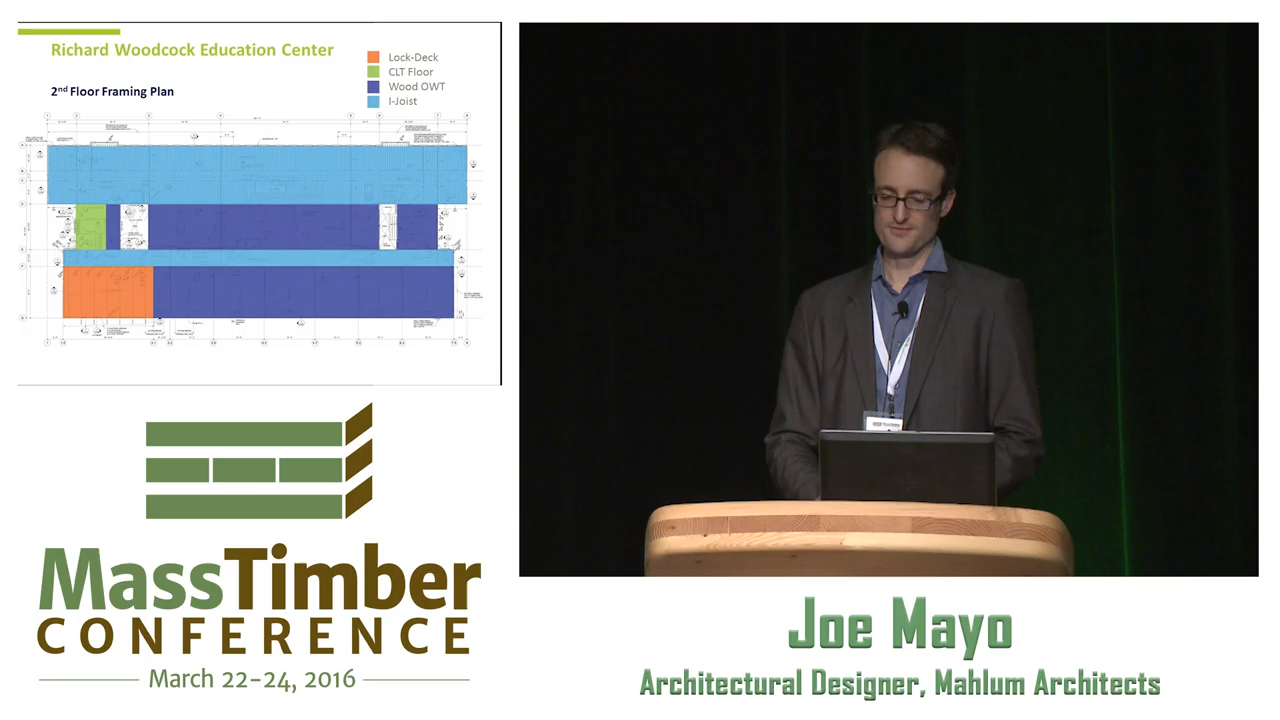 Richard Woodcock Education Center
Lock-Deck
CLT Floor
Wood OWT
I-Joist
2nd Floor Framing Plan
MassTimber
CONFERENCE
March 22-24, 2016
Joe Mayo
Architectural Designer, Mahlum Architects